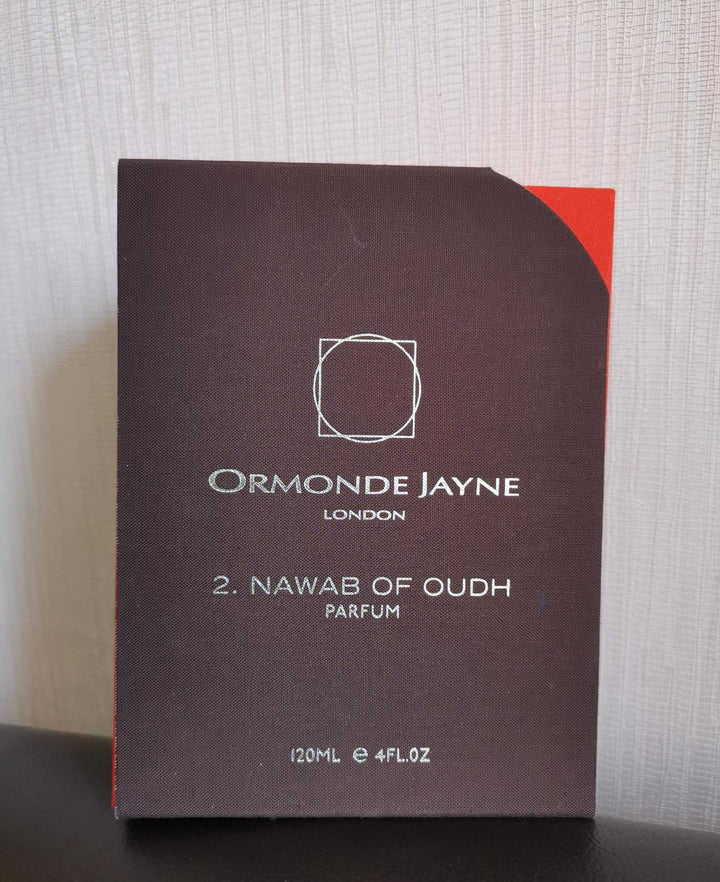 ORMONDE JAYNE
LONDON
2. NAWAB OF OUDH
PARFUM
120ML ℮ 4FL.OZ